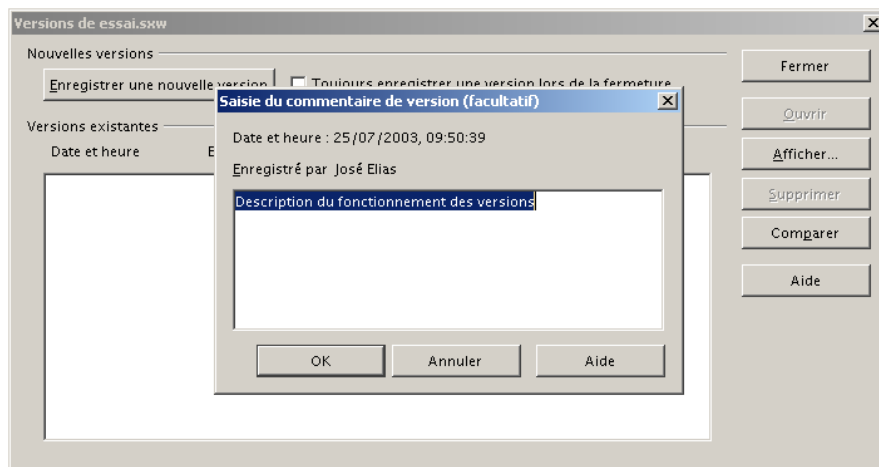 Versions de essai.sxw
Nouvelles versions
Enregistrer une nouvelle version
Toujours enregistrer une version lors de la fermeture
Fermer
Ouvrir
Afficher...
Supprimer
Comparer
Aide
Versions existantes
Date et heure E
Saisie du commentaire de version (facultatif)
Date et heure : 25/07/2003, 09:50:39
Enregistré par José Elias
Description du fonctionnement des versions
OK
Annuler
Aide